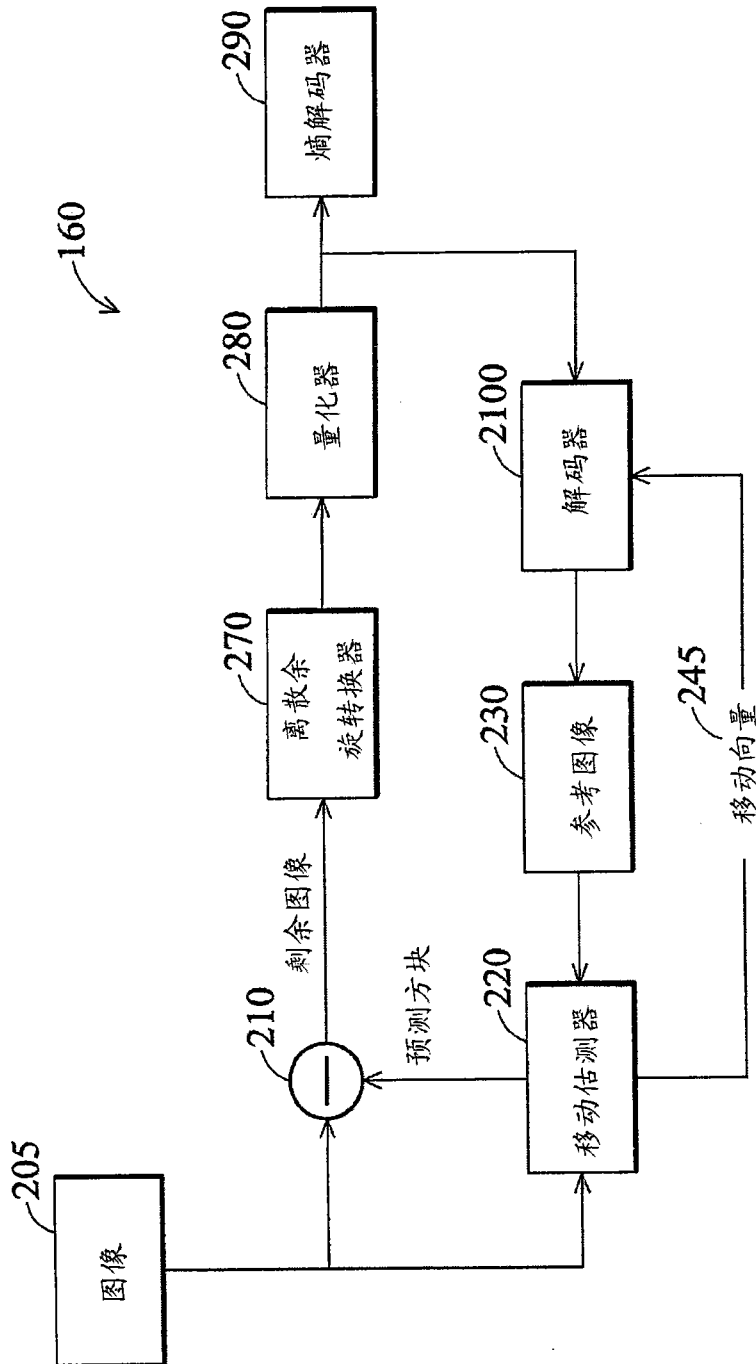 160
205
图像
210
剩余图像
270
离散余
旋转换器
280
量化器
290
熵解码器
预测方块
220
移动估测器
230
参考图像
2100
解码器
245
移动向量